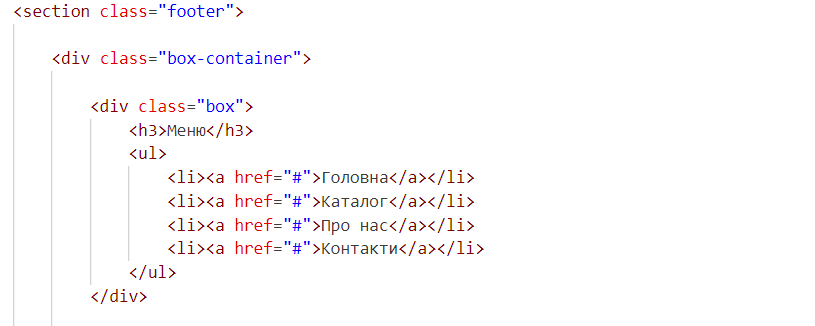 <section class="footer">
<div class="box-container">
<div class="box">
<h3>Меню</h3>
<ul>
<li><a href="#">Головна</a></li>
<li><a href="#">Каталог</a></li>
<li><a href="#">Про нас</a></li>
<li><a href="#">Контакти</a></li>
</ul>
</div>